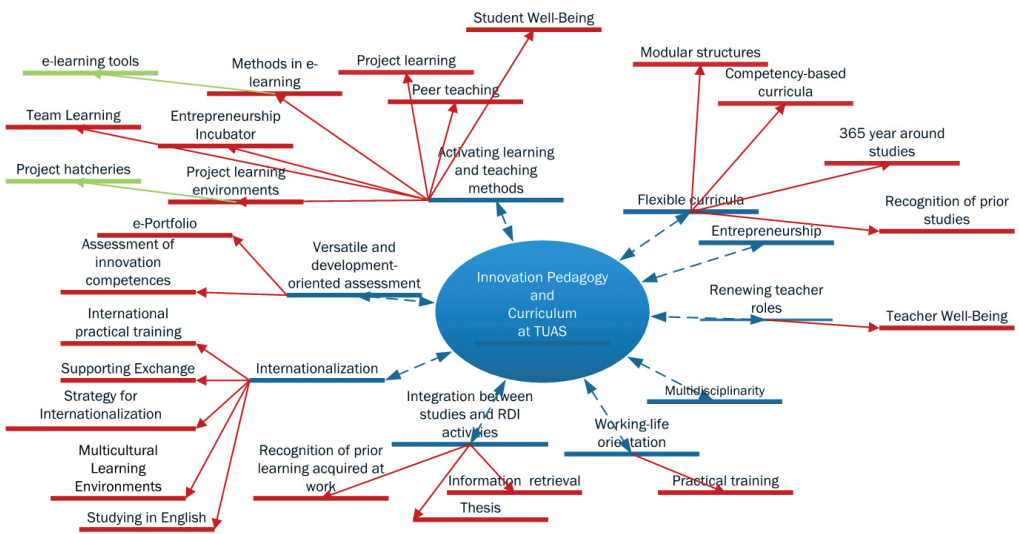 Student Well-Being
e-learning tools
Methods in e-
learning
Project learning
Peer teaching
Team Learning
Entrepreneurship
Incubator
Project hatcheries
Project learning
environments
Activating learning
and teaching
methods
Modular structures
Competency-based
curricula
365 year around
studies
Flexible curricula
Recognition of prior
studies
Entrepreneurship
e-Portfolio
Assessment of
innovation
competences
Versatile and
development-
oriented assessment
Innovation Pedagogy
and
Curriculum
at TUAS
Renewing teacher
roles
Teacher Well-Being
International
practical training
Supporting Exchange
Internationalization
Strategy for
Internationalization
Multicultural
Learning
Environments
Studying in English
Integration between
studies and RDI
activities
Recognition of prior
learning acquired at
work
Information retrieval
Thesis
Multidisciplinarity
Working-life
orientation
Practical training